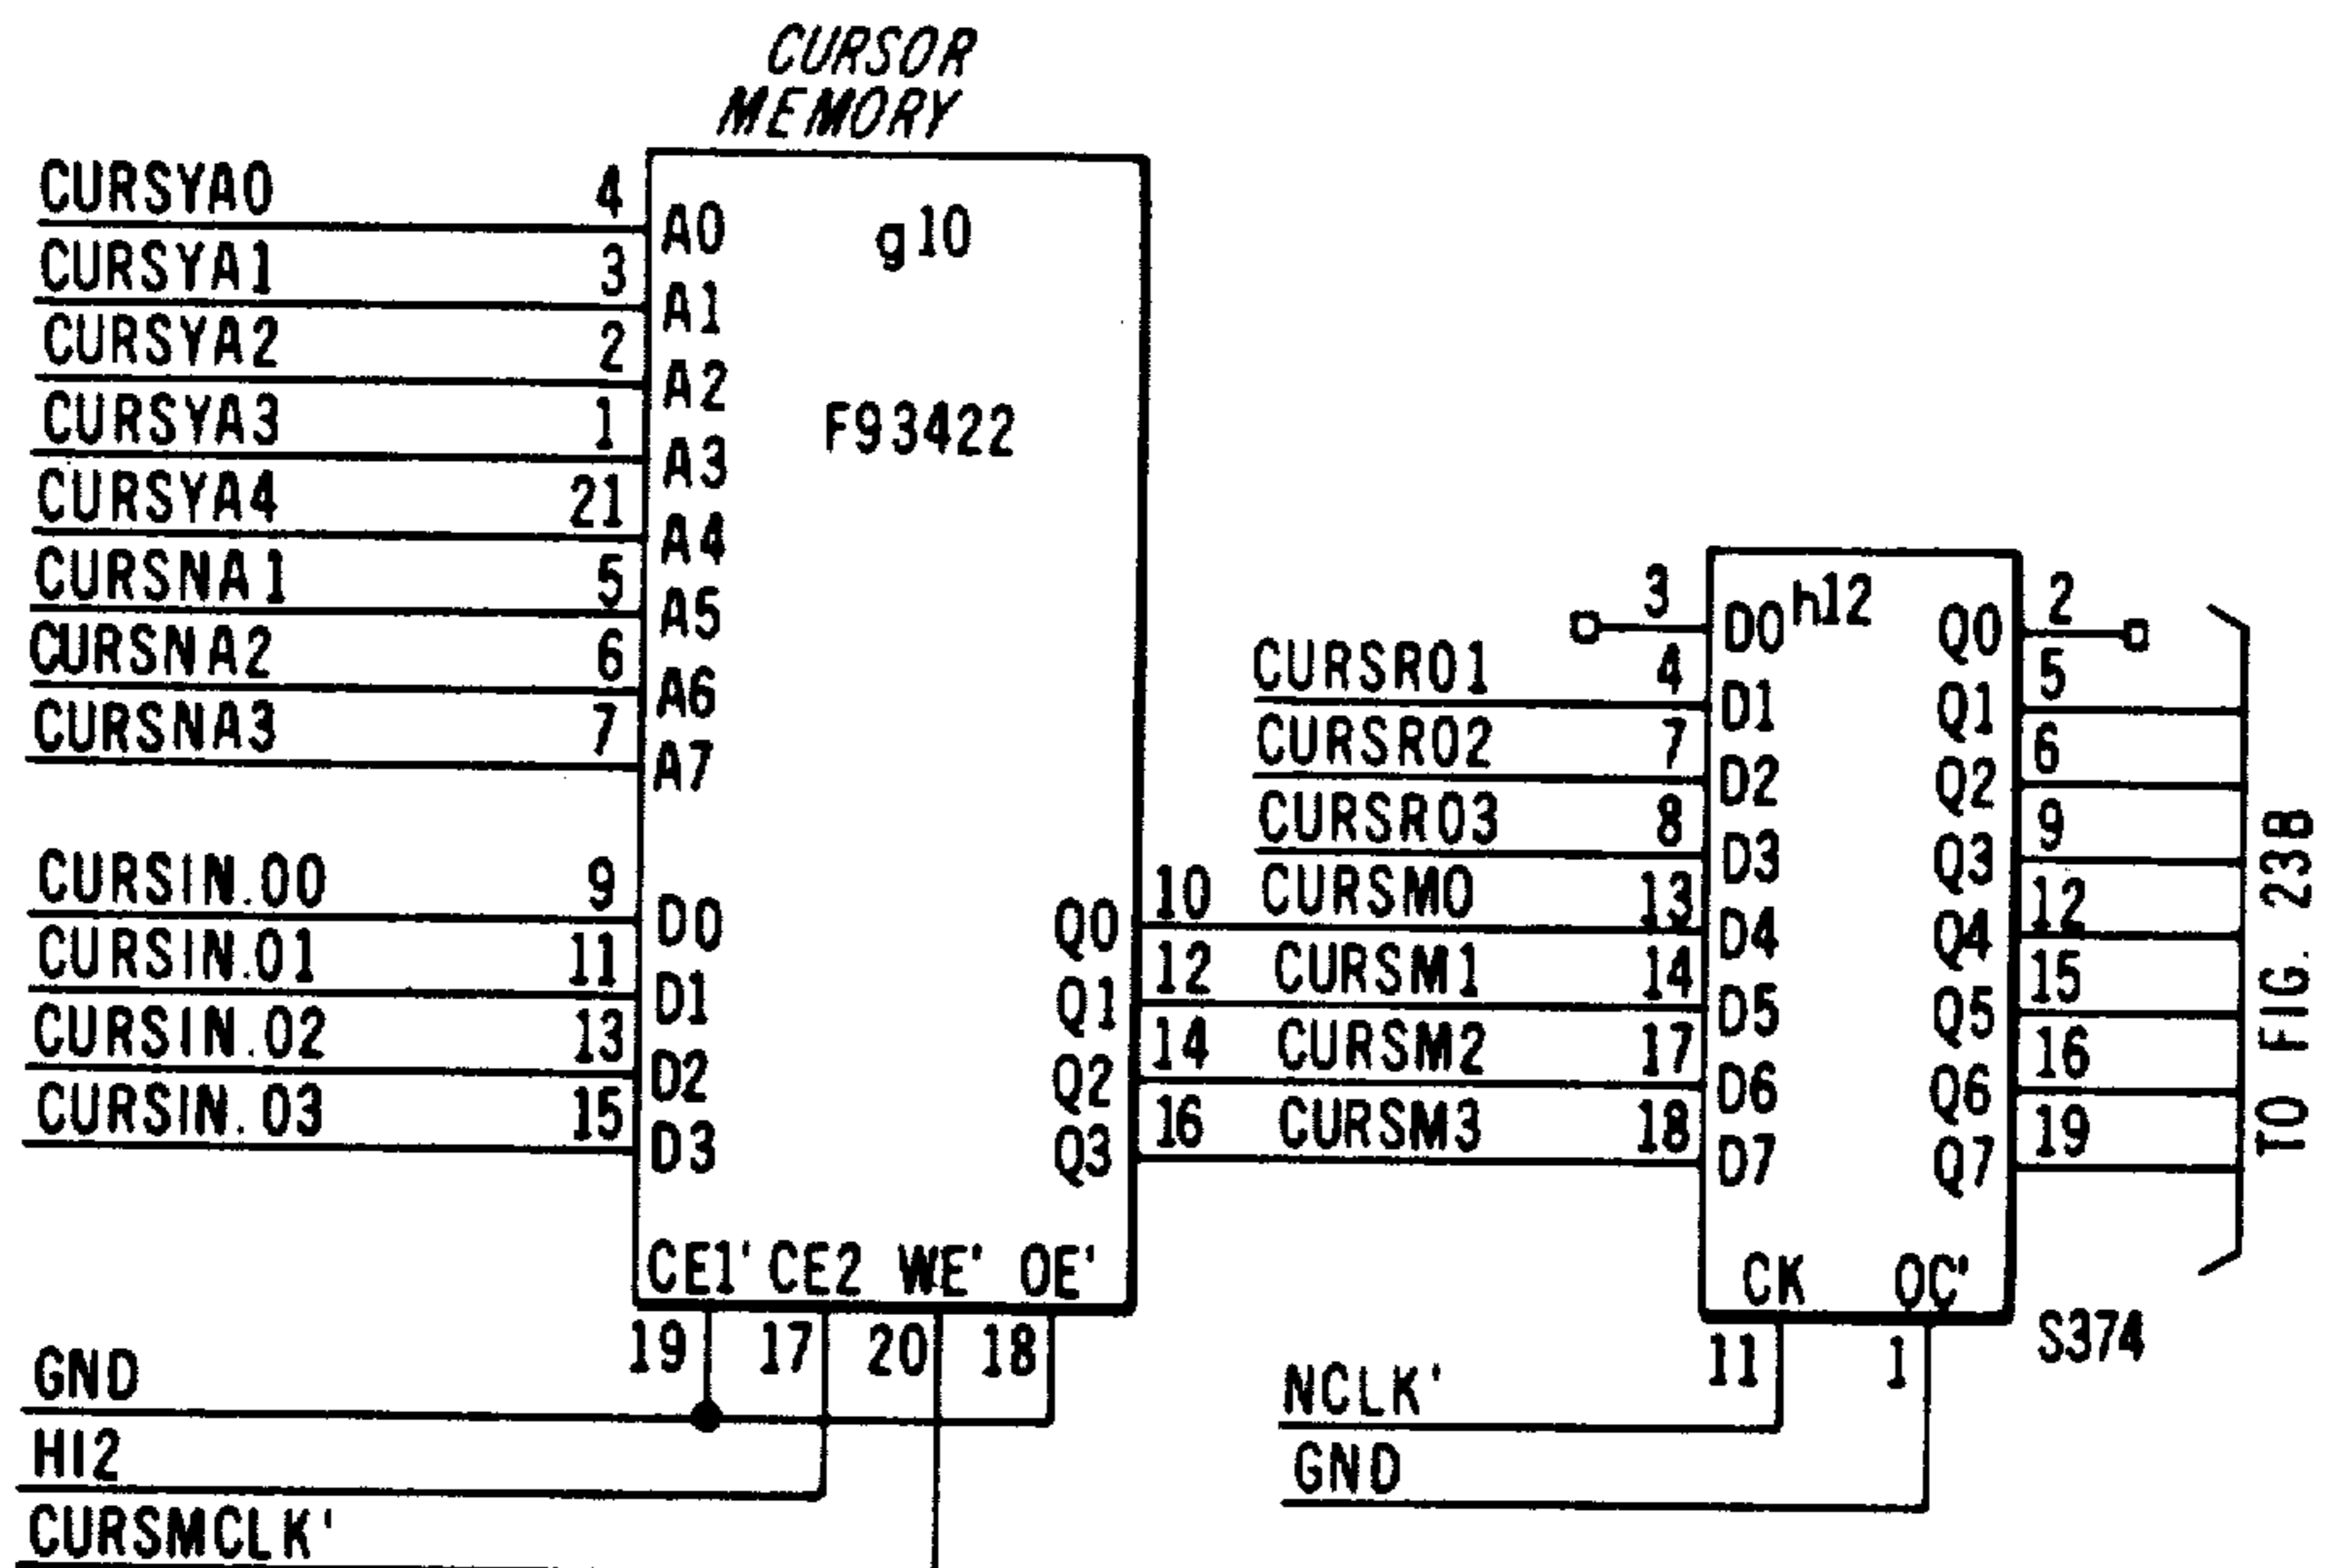 CURSOR
MEMORY
CURSYA0 4 A0 g10
CURSYA1 3 A1
CURSYA2 2 A2
CURSYA3 1 A3 F93422
CURSYA4 21 A4
CURSNA1 5 A5
CURSNA2 6 A6
CURSNA3 7 A7
CURSIN.00 9 D0
CURSIN.01 11 D1
CURSIN.02 13 D2
CURSIN.03 15 D3
Q0 10 CURSM0 13 D4
Q1 12 CURSM1 14 D5
Q2 14 CURSM2 17 D6
Q3 16 CURSM3 18 D7
CE1' CE2 WE' OE'
19 17 20 18
GND
HI2
CURSMCLK'
h12
3 D0
CURSR01 4 D1
CURSR02 7 D2
CURSR03 8 D3
Q0 2
Q1 5
Q2 6
Q3 9
Q4 12
Q5 15
Q6 16
Q7 19
CK OC'
11 1
S374
NCLK'
GND
TO FIG. 23B